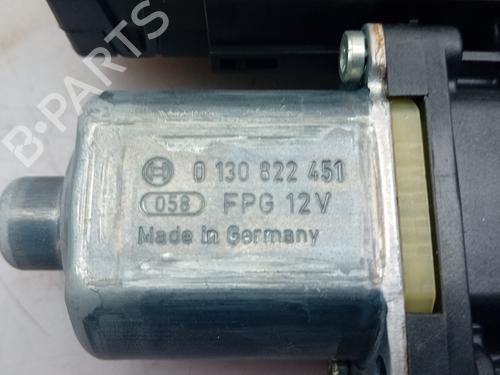 B-PARTS
0 130 822 451
058 FPG 12V
Made in Germany